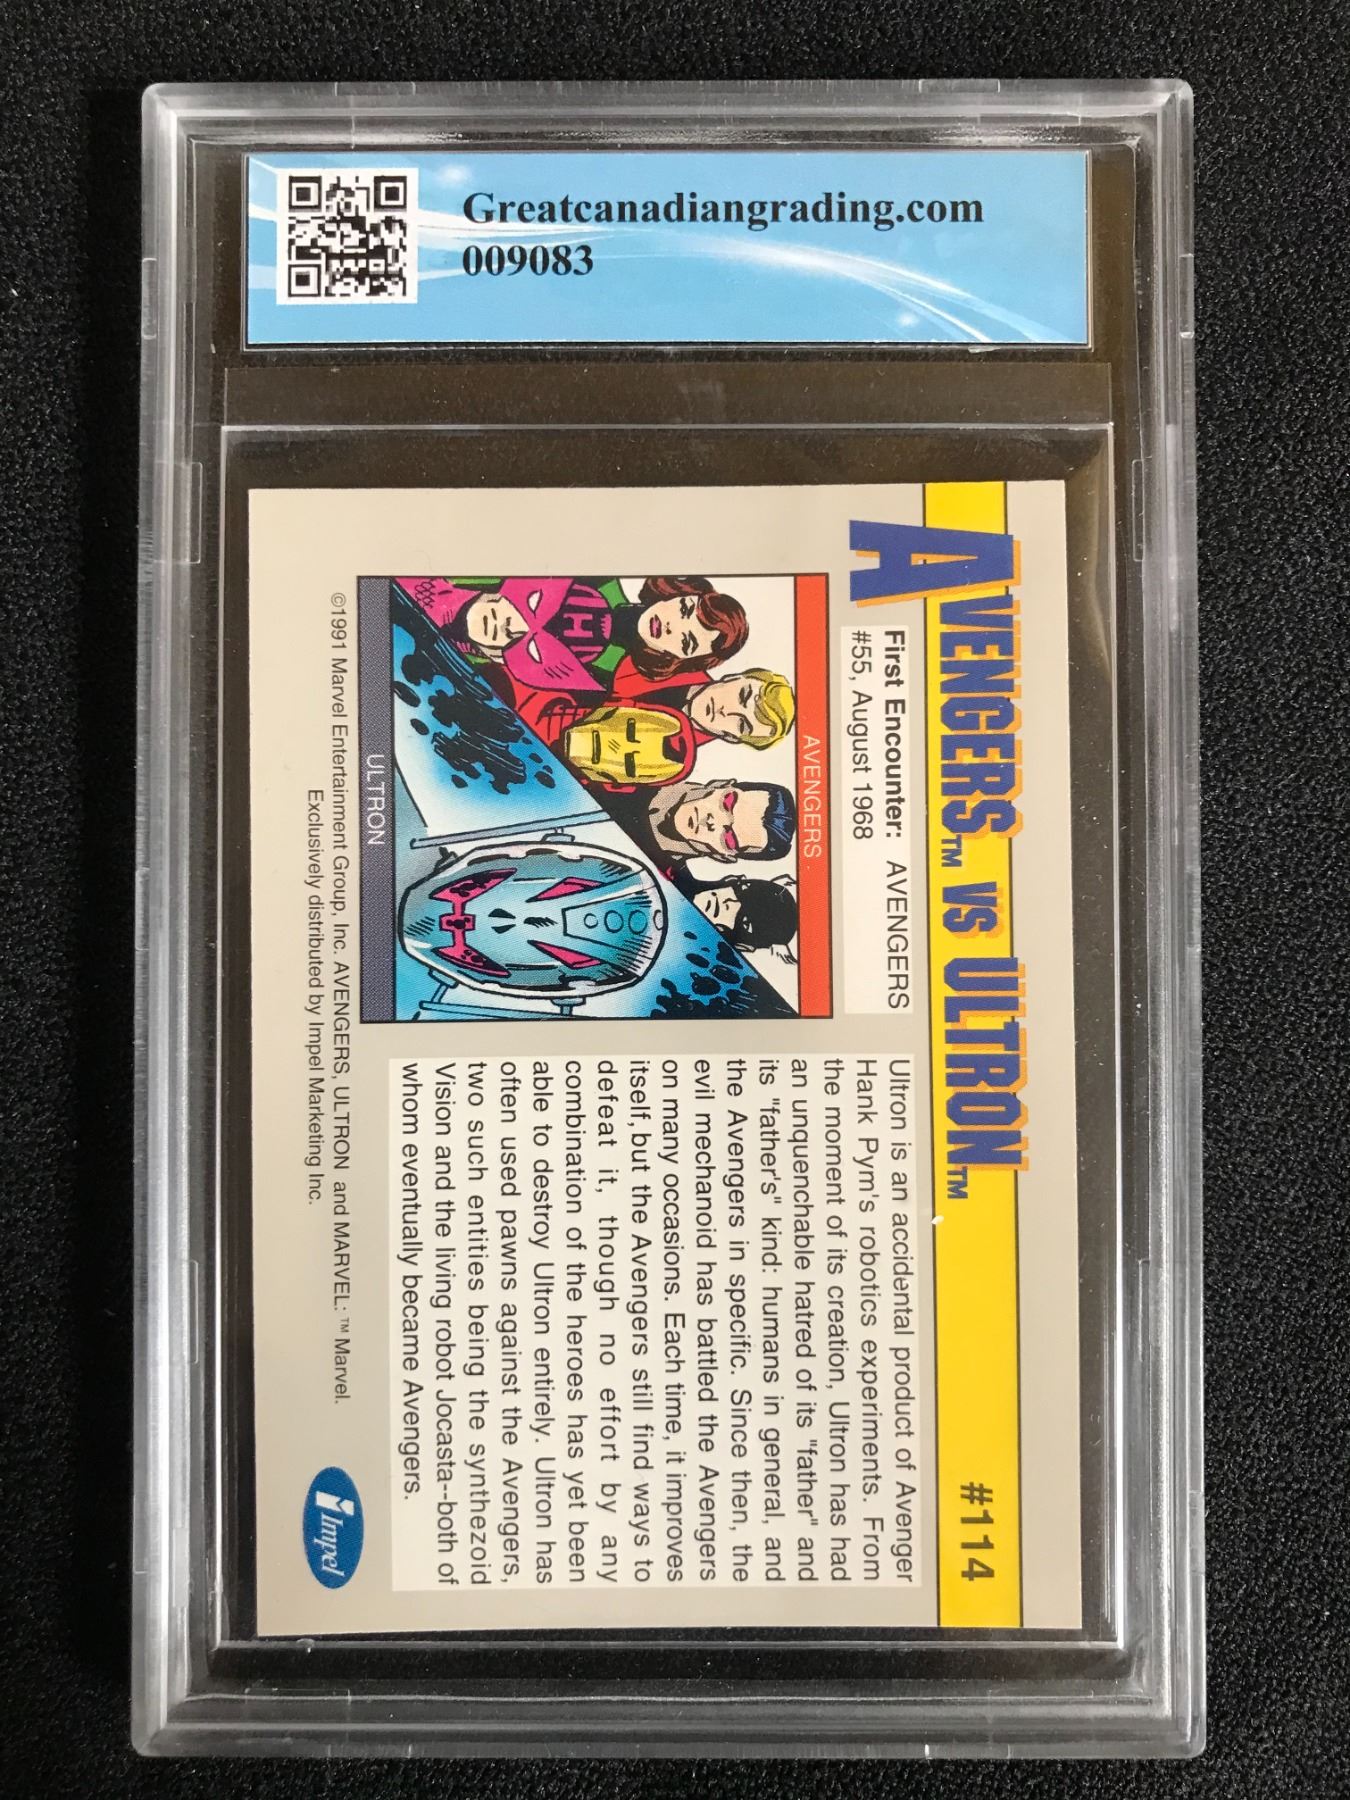 Greatcanadiangrading.com
009083
AVENGERS™ VS ULTRON™
#114
First Encounter: AVENGERS
#55, August 1968
AVENGERS
H
ULTRON
Ultron is an accidental product of Avenger
Hank Pym's robotics experiments. From
the moment of its creation, Ultron has had
an unquenchable hatred of its "father" and
its "father's" kind: humans in general, and
the Avengers in specific. Since then, the
evil mechanoid has battled the Avengers
on many occasions. Each time, it improves
itself, but the Avengers still find ways to
defeat it, though no effort by any
combination of the heroes has yet been
able to destroy Ultron entirely. Ultron has
often used pawns against the Avengers,
two such entities being the synthezoid
Vision and the living robot Jocasta--both of
whom eventually became Avengers.
©1991 Marvel Entertainment Group, Inc. AVENGERS, ULTRON and MARVEL: ™ Marvel.
Exclusively distributed by Impel Marketing Inc.
Impel